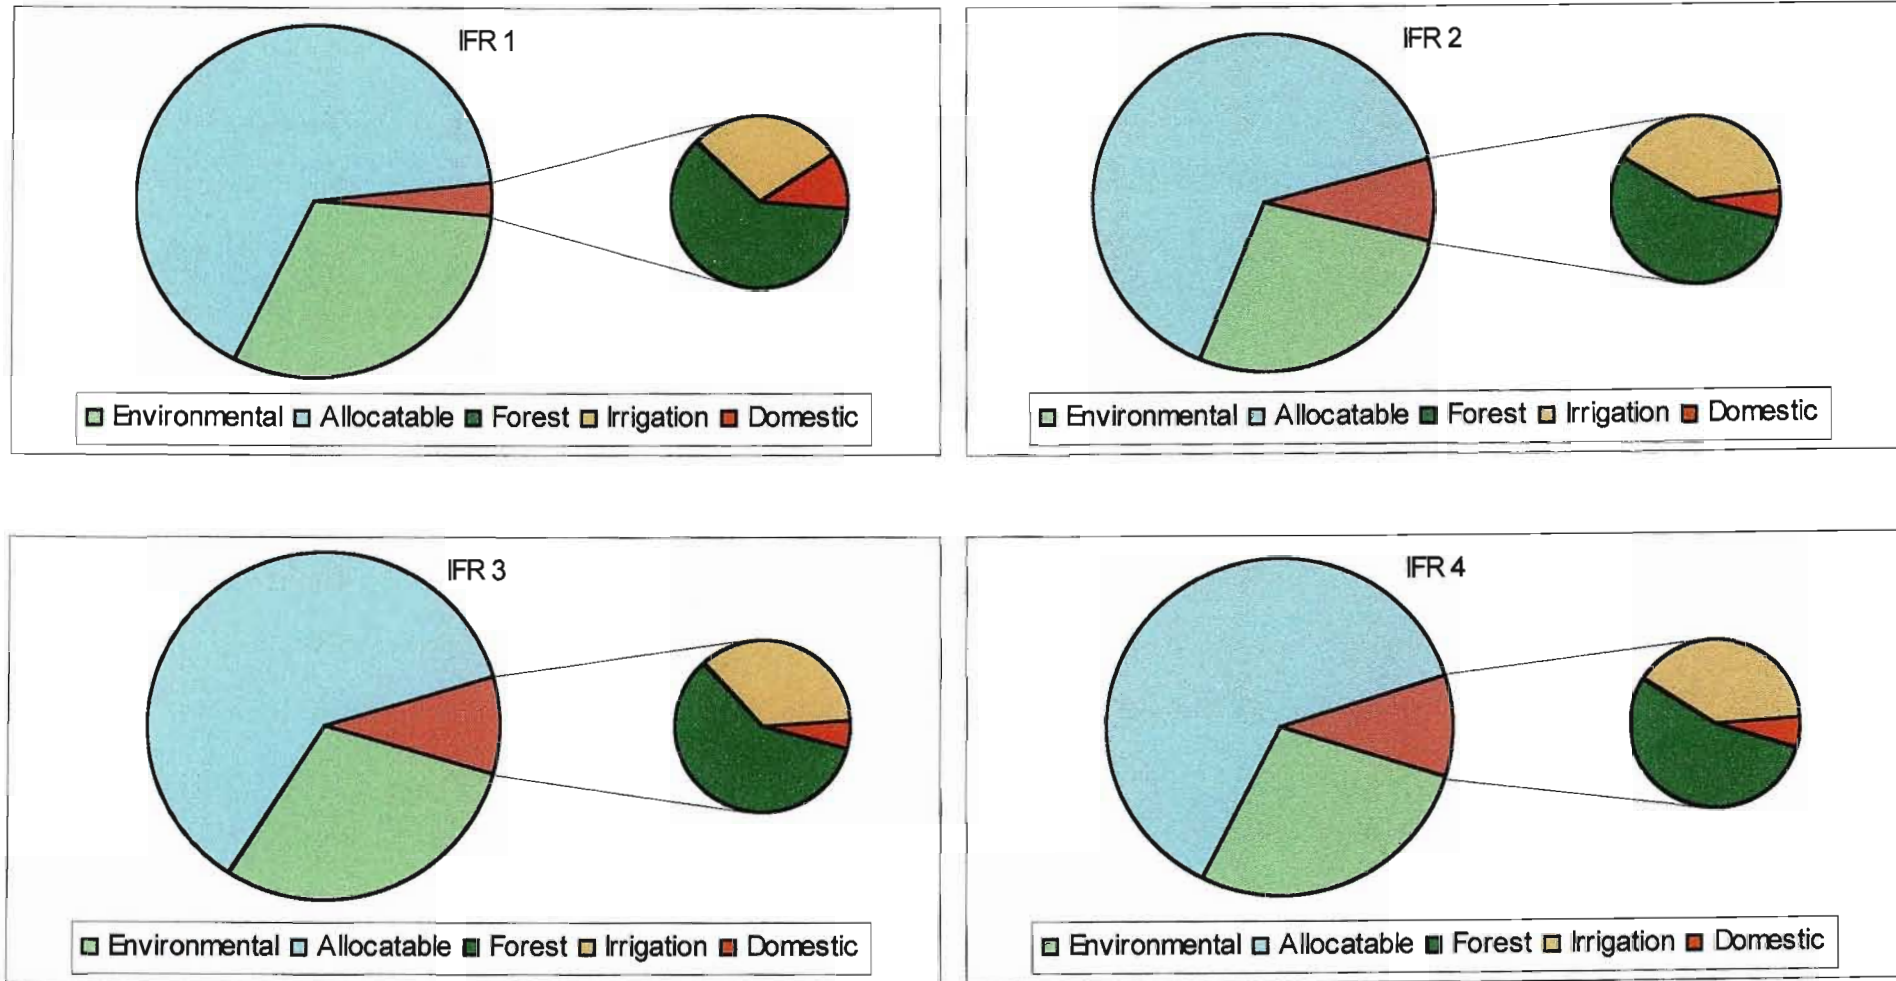 IFR 1
Environmental Allocatable Forest Irrigation Domestic
IFR 2
Environmental Allocatable Forest Irrigation Domestic
IFR 3
Environmental Allocatable Forest Irrigation Domestic
IFR 4
Environmental Allocatable Forest Irrigation Domestic